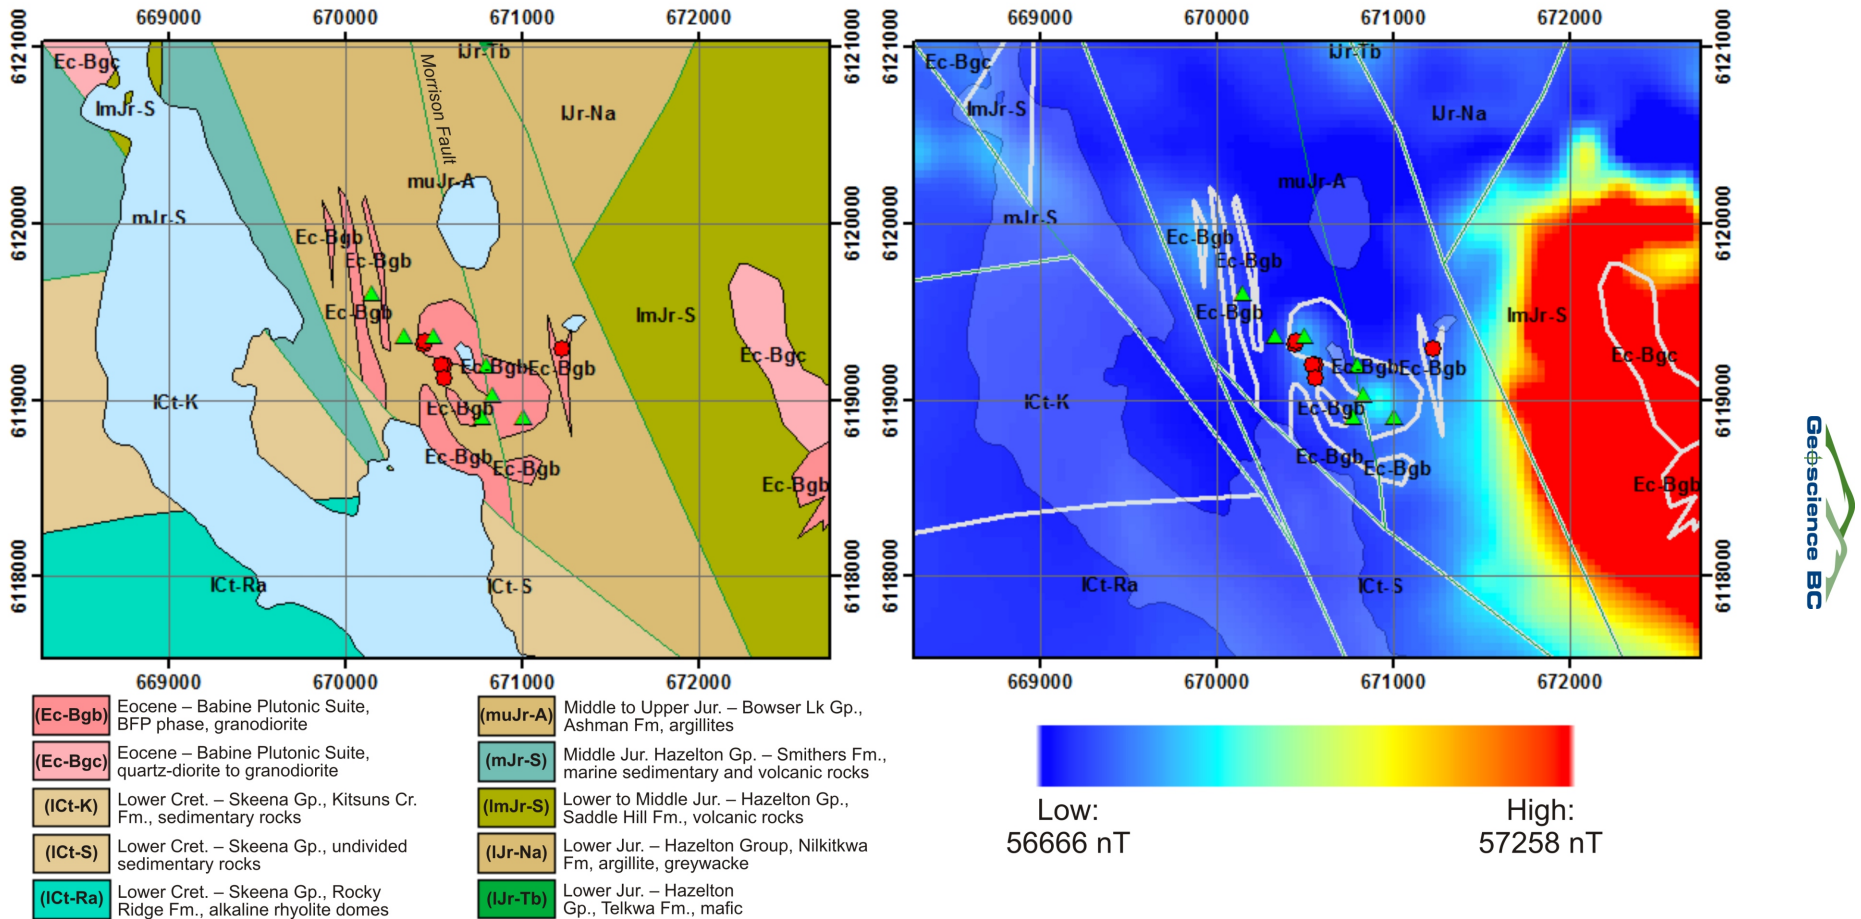 669000 670000 671000 672000
669000 670000 671000 672000
6121000 6121000 6121000 6121000
6120000 6120000 6120000 6120000
6119000 6119000 6119000 6119000
6118000 6118000 6118000 6118000
Ec-Bgc
lJr-Tb
lmJr-S
Morrison Fault
lJr-Na
muJr-A
mJr-S
Ec-Bgb
Ec-Bgb
Ec-Bgb
lmJr-S
Ec-Bgc
Ec-Bgb Ec-Bgb
lCt-K
Ec-Bgb
Ec-Bgb
Ec-Bgb
Ec-Bgb
lCt-Ra
lCt-S
669000 670000 671000 672000
Ec-Bgc
lJr-Tb
lmJr-S
lJr-Na
muJr-A
mJr-S
Ec-Bgb
Ec-Bgb
Ec-Bgb
lmJr-S
Ec-Bgc
Ec-Bgb Ec-Bgb
lCt-K
Ec-Bgb
Ec-Bgb
Ec-Bgb
Ec-Bgb
lCt-Ra
lCt-S
669000 670000 671000 672000
(Ec-Bgb) Eocene – Babine Plutonic Suite,
BFP phase, granodiorite
(Ec-Bgc) Eocene – Babine Plutonic Suite,
quartz-diorite to granodiorite
(lCt-K) Lower Cret. – Skeena Gp., Kitsuns Cr.
Fm., sedimentary rocks
(lCt-S) Lower Cret. – Skeena Gp., undivided
sedimentary rocks
(lCt-Ra) Lower Cret. – Skeena Gp., Rocky
Ridge Fm., alkaline rhyolite domes
(muJr-A) Middle to Upper Jur. – Bowser Lk Gp.,
Ashman Fm, argillites
(mJr-S) Middle Jur. Hazelton Gp. – Smithers Fm.,
marine sedimentary and volcanic rocks
(lmJr-S) Lower to Middle Jur. – Hazelton Gp.,
Saddle Hill Fm., volcanic rocks
(lJr-Na) Lower Jur. – Hazelton Group, Nilkitkwa
Fm, argillite, greywacke
(lJr-Tb) Lower Jur. – Hazelton
Gp., Telkwa Fm., mafic
Low:
56666 nT
High:
57258 nT
Geoscience BC